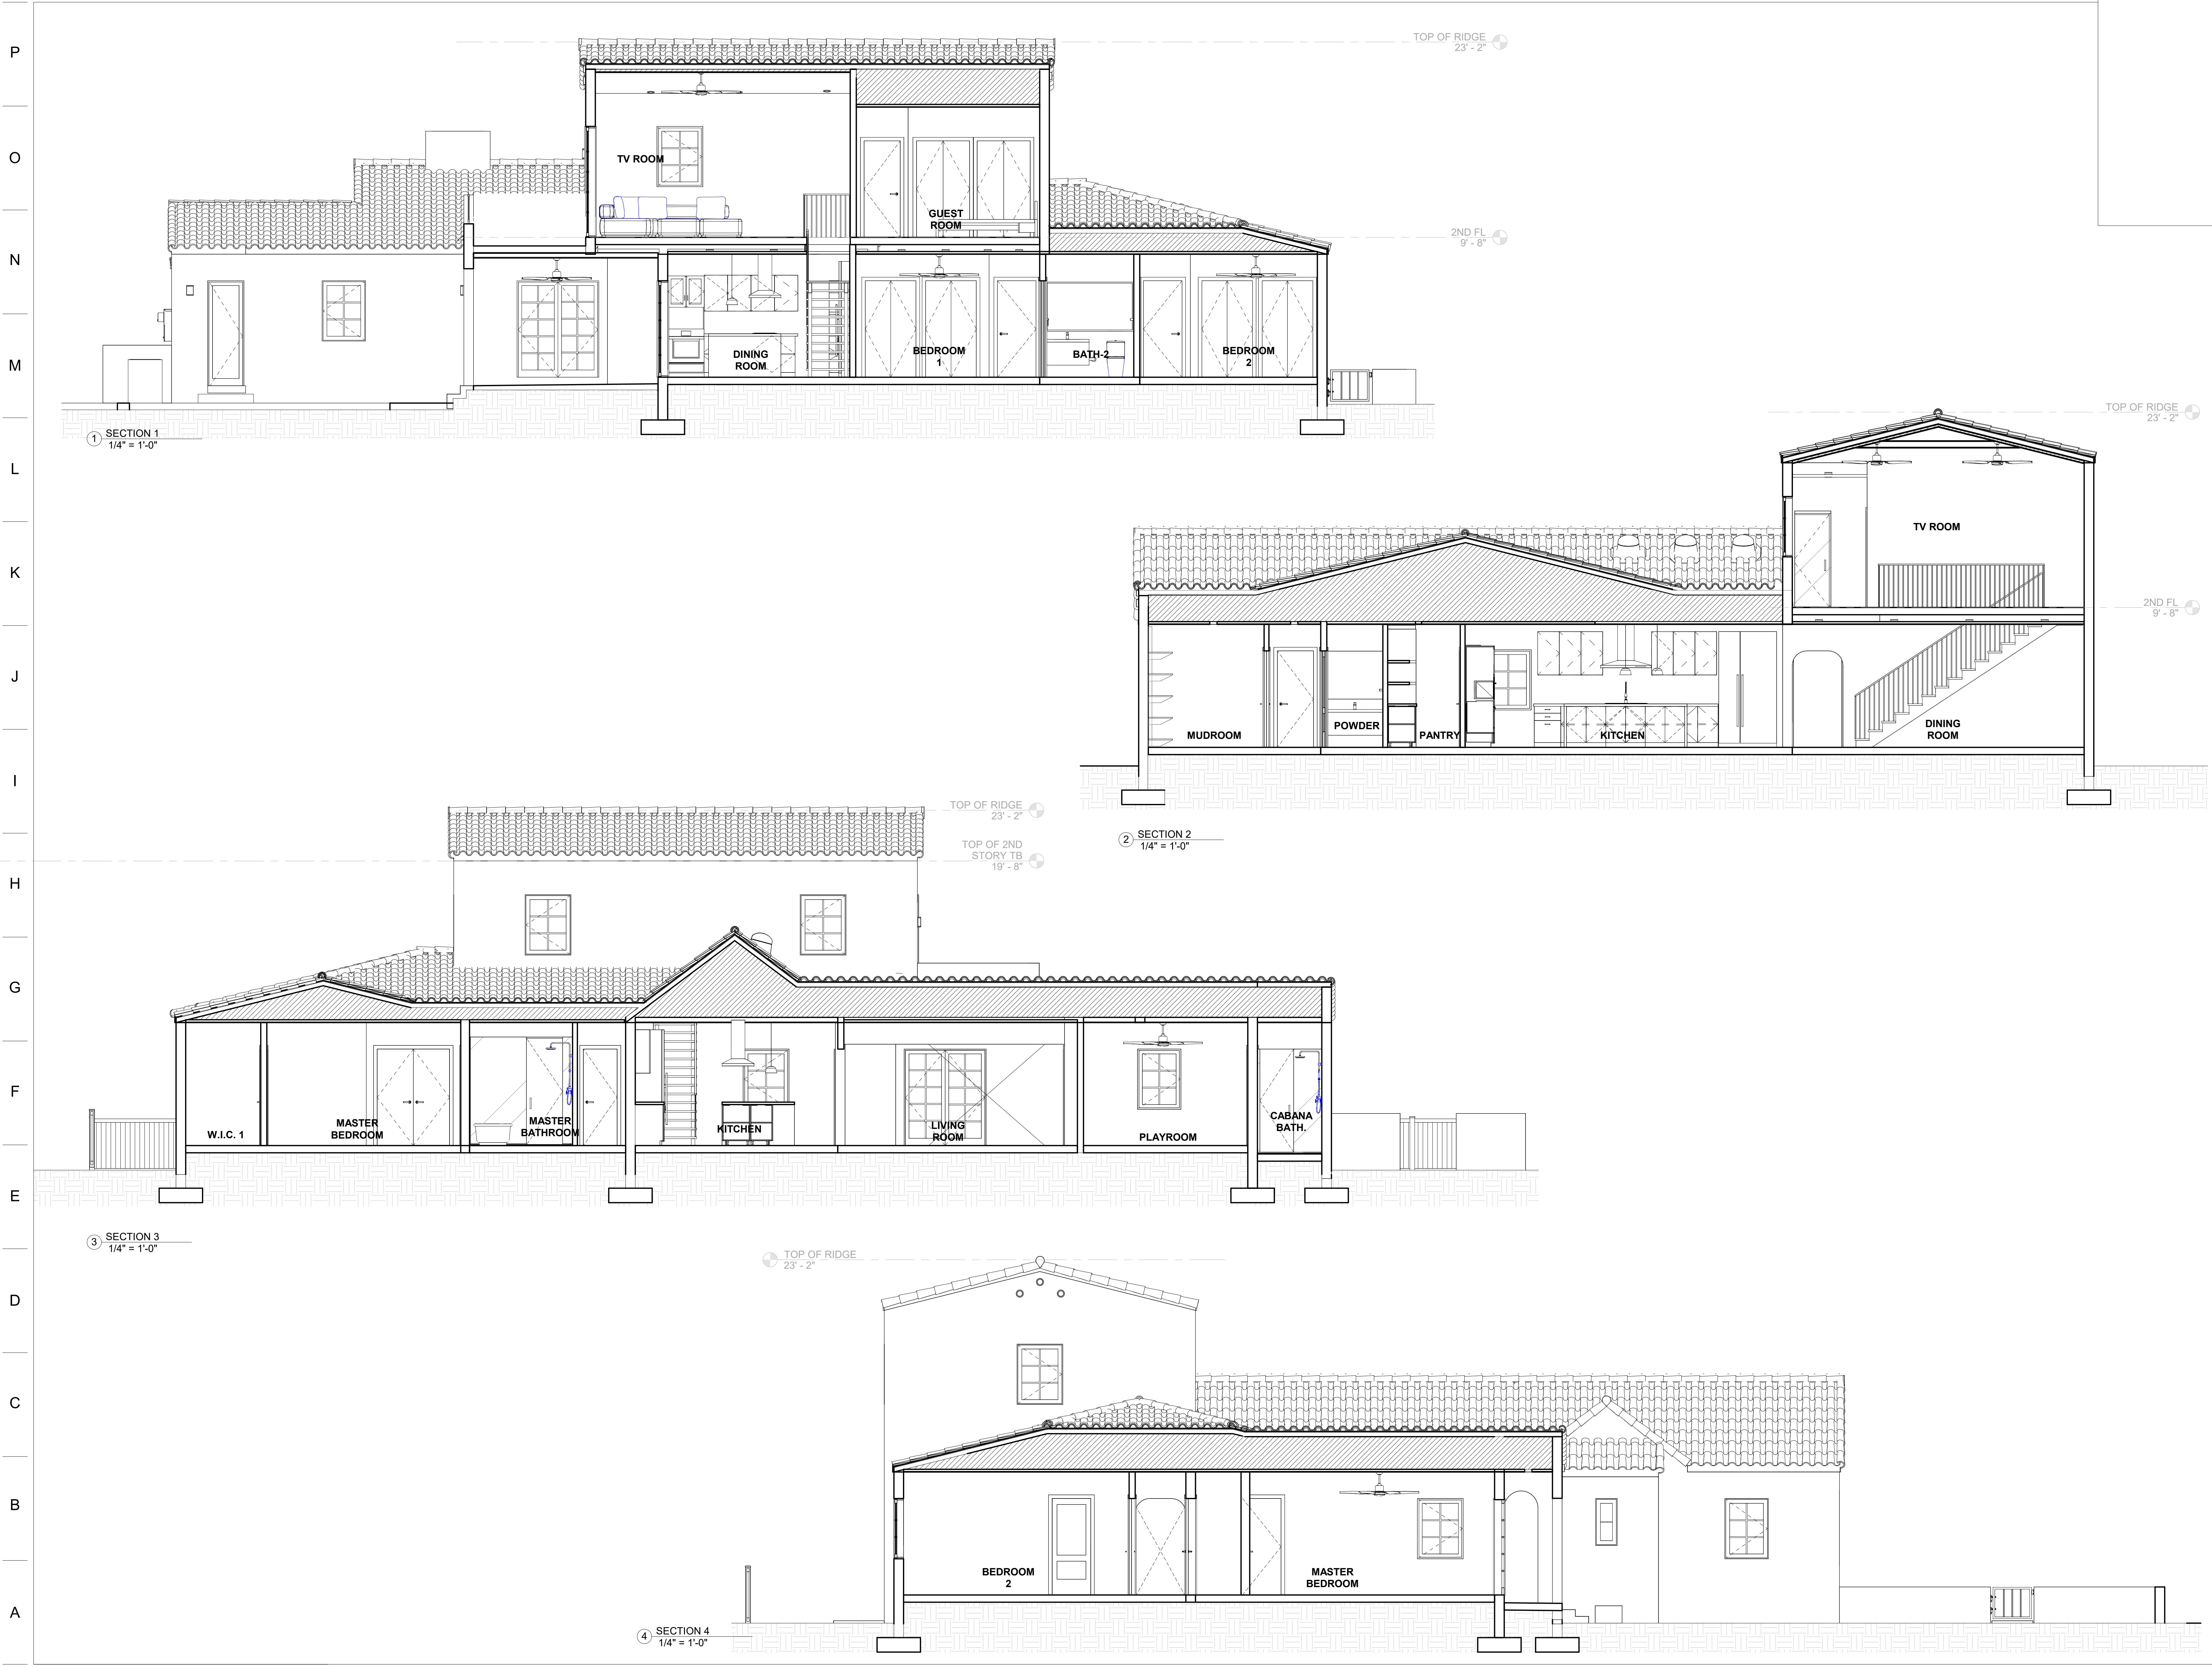 P
O
N
M
L
K
J
I
H
G
F
E
D
C
B
A
TOP OF RIDGE
23' - 2"
2ND FL
9' - 8"
TV ROOM
GUEST
ROOM
DINING
ROOM
BEDROOM
1
BATH-2
BEDROOM
2
1 SECTION 1
1/4" = 1'-0"
TOP OF RIDGE
23' - 2"
2ND FL
9' - 8"
TV ROOM
MUDROOM
POWDER
PANTRY
KITCHEN
DINING
ROOM
2 SECTION 2
1/4" = 1'-0"
TOP OF RIDGE
23' - 2"
TOP OF 2ND
STORY TB
19' - 8"
W.I.C. 1
MASTER
BEDROOM
MASTER
BATHROOM
KITCHEN
LIVING
ROOM
PLAYROOM
CABANA
BATH.
3 SECTION 3
1/4" = 1'-0"
TOP OF RIDGE
23' - 2"
BEDROOM
2
MASTER
BEDROOM
4 SECTION 4
1/4" = 1'-0"